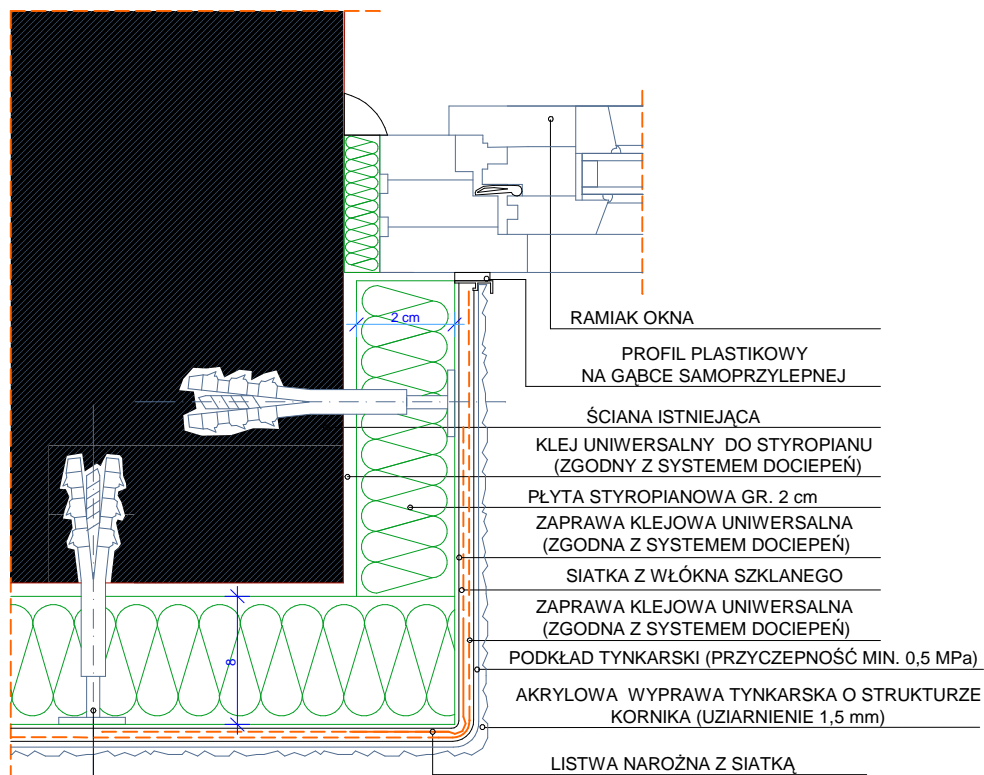 2 cm
RAMIAK OKNA
PROFIL PLASTIKOWY
NA GĄBCE SAMOPRZYLEPNEJ
ŚCIANA ISTNIEJĄCA
KLEJ UNIWERSALNY DO STYROPIANU
(ZGODNY Z SYSTEMEM DOCIEPEŃ)
PŁYTA STYROPIANOWA GR. 2 cm
ZAPRAWA KLEJOWA UNIWERSALNA
(ZGODNA Z SYSTEMEM DOCIEPEŃ)
SIATKA Z WŁÓKNA SZKLANEGO
ZAPRAWA KLEJOWA UNIWERSALNA
(ZGODNA Z SYSTEMEM DOCIEPEŃ)
8
PODKŁAD TYNKARSKI (PRZYCZEPNOŚĆ MIN. 0,5 MPa)
AKRYLOWA WYPRAWA TYNKARSKA O STRUKTURZE
KORNIKA (UZIARNIENIE 1,5 mm)
LISTWA NAROŻNA Z SIATKĄ